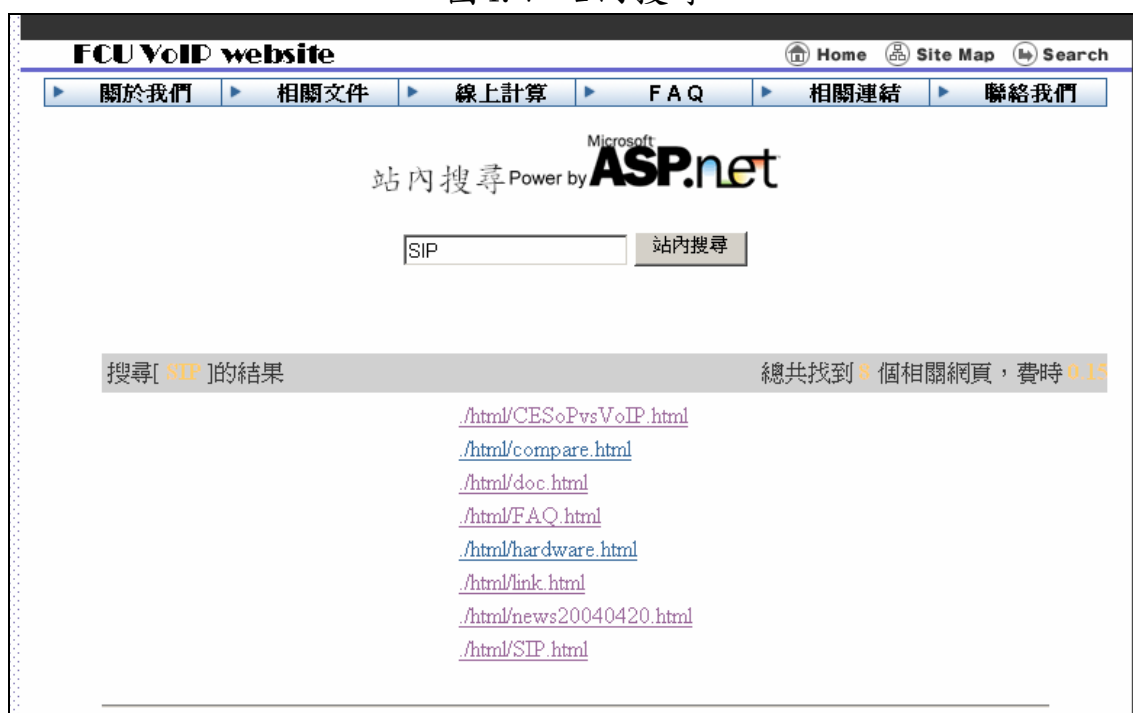 FCU VoIP website Home Site Map Search
關於我們 相關文件 線上計算 FAQ 相關連結 聯絡我們
站內搜尋 Power by Microsoft ASP.net
SIP 站內搜尋
搜尋[ SIP ]的結果 總共找到 8 個相關網頁,費時 0.15
./html/CESoPvsVoIP.html
./html/compare.html
./html/doc.html
./html/FAQ.html
./html/hardware.html
./html/link.html
./html/news20040420.html
./html/SIP.html